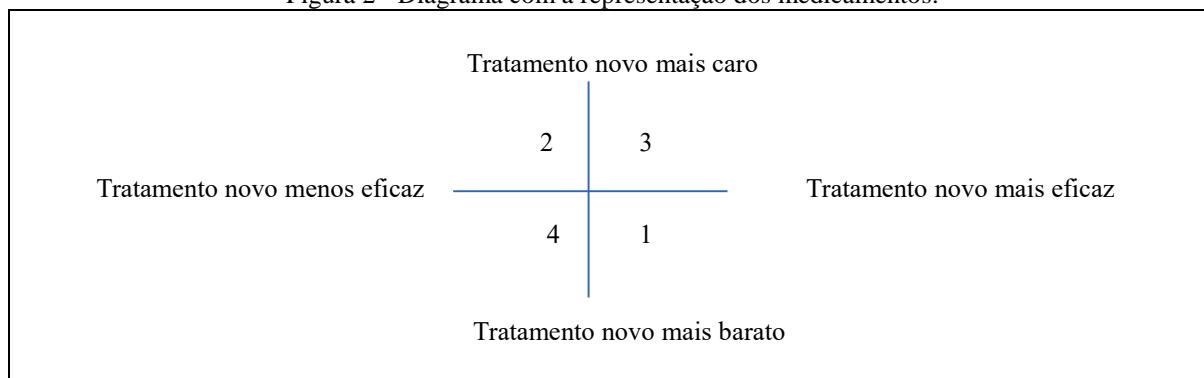 Figura 2 - Diagrama com a representação dos medicamentos.
Tratamento novo mais caro
2 3
Tratamento novo menos eficaz Tratamento novo mais eficaz
4 1
Tratamento novo mais barato